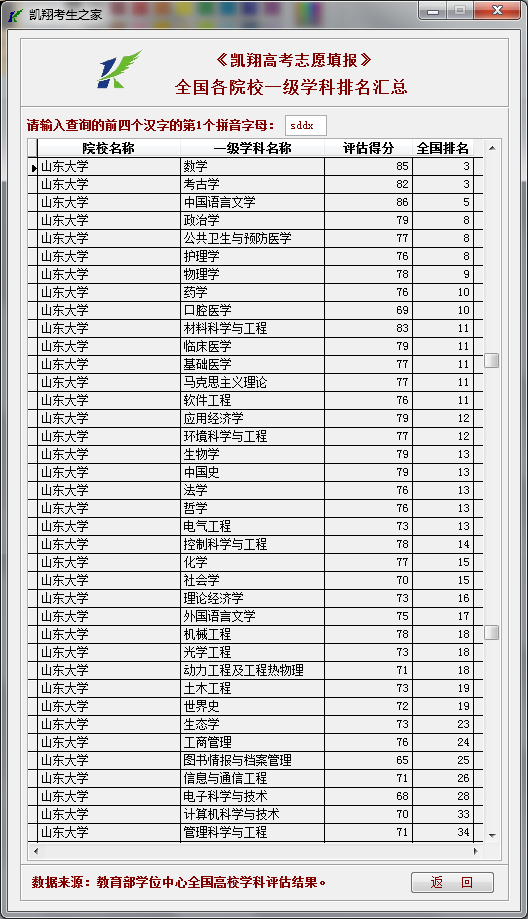 凯翔考生之家
《凯翔高考志愿填报》
全国各院校一级学科排名汇总
请输入查询的前四个汉字的第1个拼音字母： sddx
院校名称 一级学科名称 评估得分 全国排名
山东大学 数学 85 3
山东大学 考古学 82 3
山东大学 中国语言文学 86 5
山东大学 政治学 79 8
山东大学 公共卫生与预防医学 77 8
山东大学 护理学 76 8
山东大学 物理学 78 9
山东大学 药学 76 10
山东大学 口腔医学 69 10
山东大学 材料科学与工程 83 11
山东大学 临床医学 79 11
山东大学 基础医学 77 11
山东大学 马克思主义理论 77 11
山东大学 软件工程 76 11
山东大学 应用经济学 79 12
山东大学 环境科学与工程 77 12
山东大学 生物学 79 13
山东大学 中国史 79 13
山东大学 法学 76 13
山东大学 哲学 76 13
山东大学 电气工程 73 13
山东大学 控制科学与工程 78 14
山东大学 化学 77 15
山东大学 社会学 70 15
山东大学 理论经济学 73 16
山东大学 外国语言文学 75 17
山东大学 机械工程 78 18
山东大学 光学工程 73 18
山东大学 动力工程及工程热物理 71 18
山东大学 土木工程 73 19
山东大学 世界史 72 19
山东大学 生态学 73 23
山东大学 工商管理 76 24
山东大学 图书情报与档案管理 65 25
山东大学 信息与通信工程 71 26
山东大学 电子科学与技术 68 28
山东大学 计算机科学与技术 70 33
山东大学 管理科学与工程 71 34
数据来源：教育部学位中心全国高校学科评估结果。 返 回